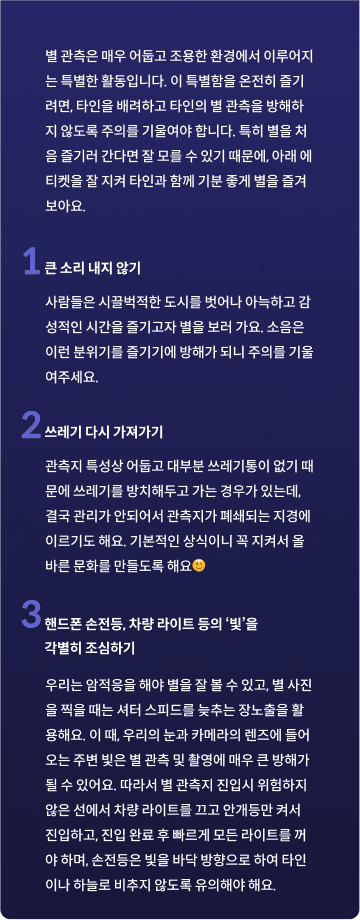 별 관측은 매우 어둡고 조용한 환경에서 이루어지
는 특별한 활동입니다. 이 특별함을 온전히 즐기
려면, 타인을 배려하고 타인의 별 관측을 방해하
지 않도록 주의를 기울여야 합니다. 특히 별을 처
음 즐기러 간다면 잘 모를 수 있기 때문에, 아래 에
티켓을 잘 지켜 타인과 함께 기분 좋게 별을 즐겨
보아요.
1 큰 소리 내지 않기
사람들은 시끌벅적한 도시를 벗어나 아늑하고 감
성적인 시간을 즐기고자 별을 보러 가요. 소음은
이런 분위기를 즐기기에 방해가 되니 주의를 기울
여주세요.
2 쓰레기 다시 가져가기
관측지 특성상 어둡고 대부분 쓰레기통이 없기 때
문에 쓰레기를 방치해두고 가는 경우가 있는데,
결국 관리가 안되어서 관측지가 폐쇄되는 지경에
이르기도 해요. 기본적인 상식이니 꼭 지켜서 올
바른 문화를 만들도록 해요😊
3 핸드폰 손전등, 차량 라이트 등의 ‘빛’을
각별히 조심하기
우리는 암적응을 해야 별을 잘 볼 수 있고, 별 사진
을 찍을 때는 셔터 스피드를 늦추는 장노출을 활
용해요. 이 때, 우리의 눈과 카메라의 렌즈에 들어
오는 주변 빛은 별 관측 및 촬영에 매우 큰 방해가
될 수 있어요. 따라서 별 관측지 진입시 위험하지
않은 선에서 차량 라이트를 끄고 안개등만 켜서
진입하고, 진입 완료 후 빠르게 모든 라이트를 꺼
야 하며, 손전등은 빛을 바닥 방향으로 하여 타인
이나 하늘로 비추지 않도록 유의해야 해요.